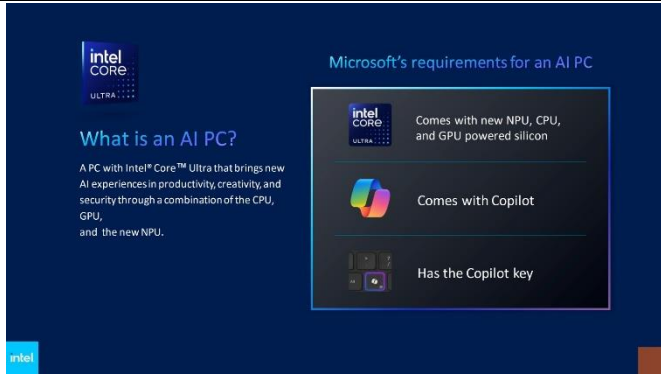 intel
CORE
ULTRA
What is an AI PC?
A PC with Intel® Core™ Ultra that brings new
AI experiences in productivity, creativity, and
security through a combination of the CPU,
GPU,
and the new NPU.
Microsoft's requirements for an AI PC
intel
CORE
ULTRA
Comes with new NPU, CPU,
and GPU powered silicon
Comes with Copilot
Has the Copilot key
intel